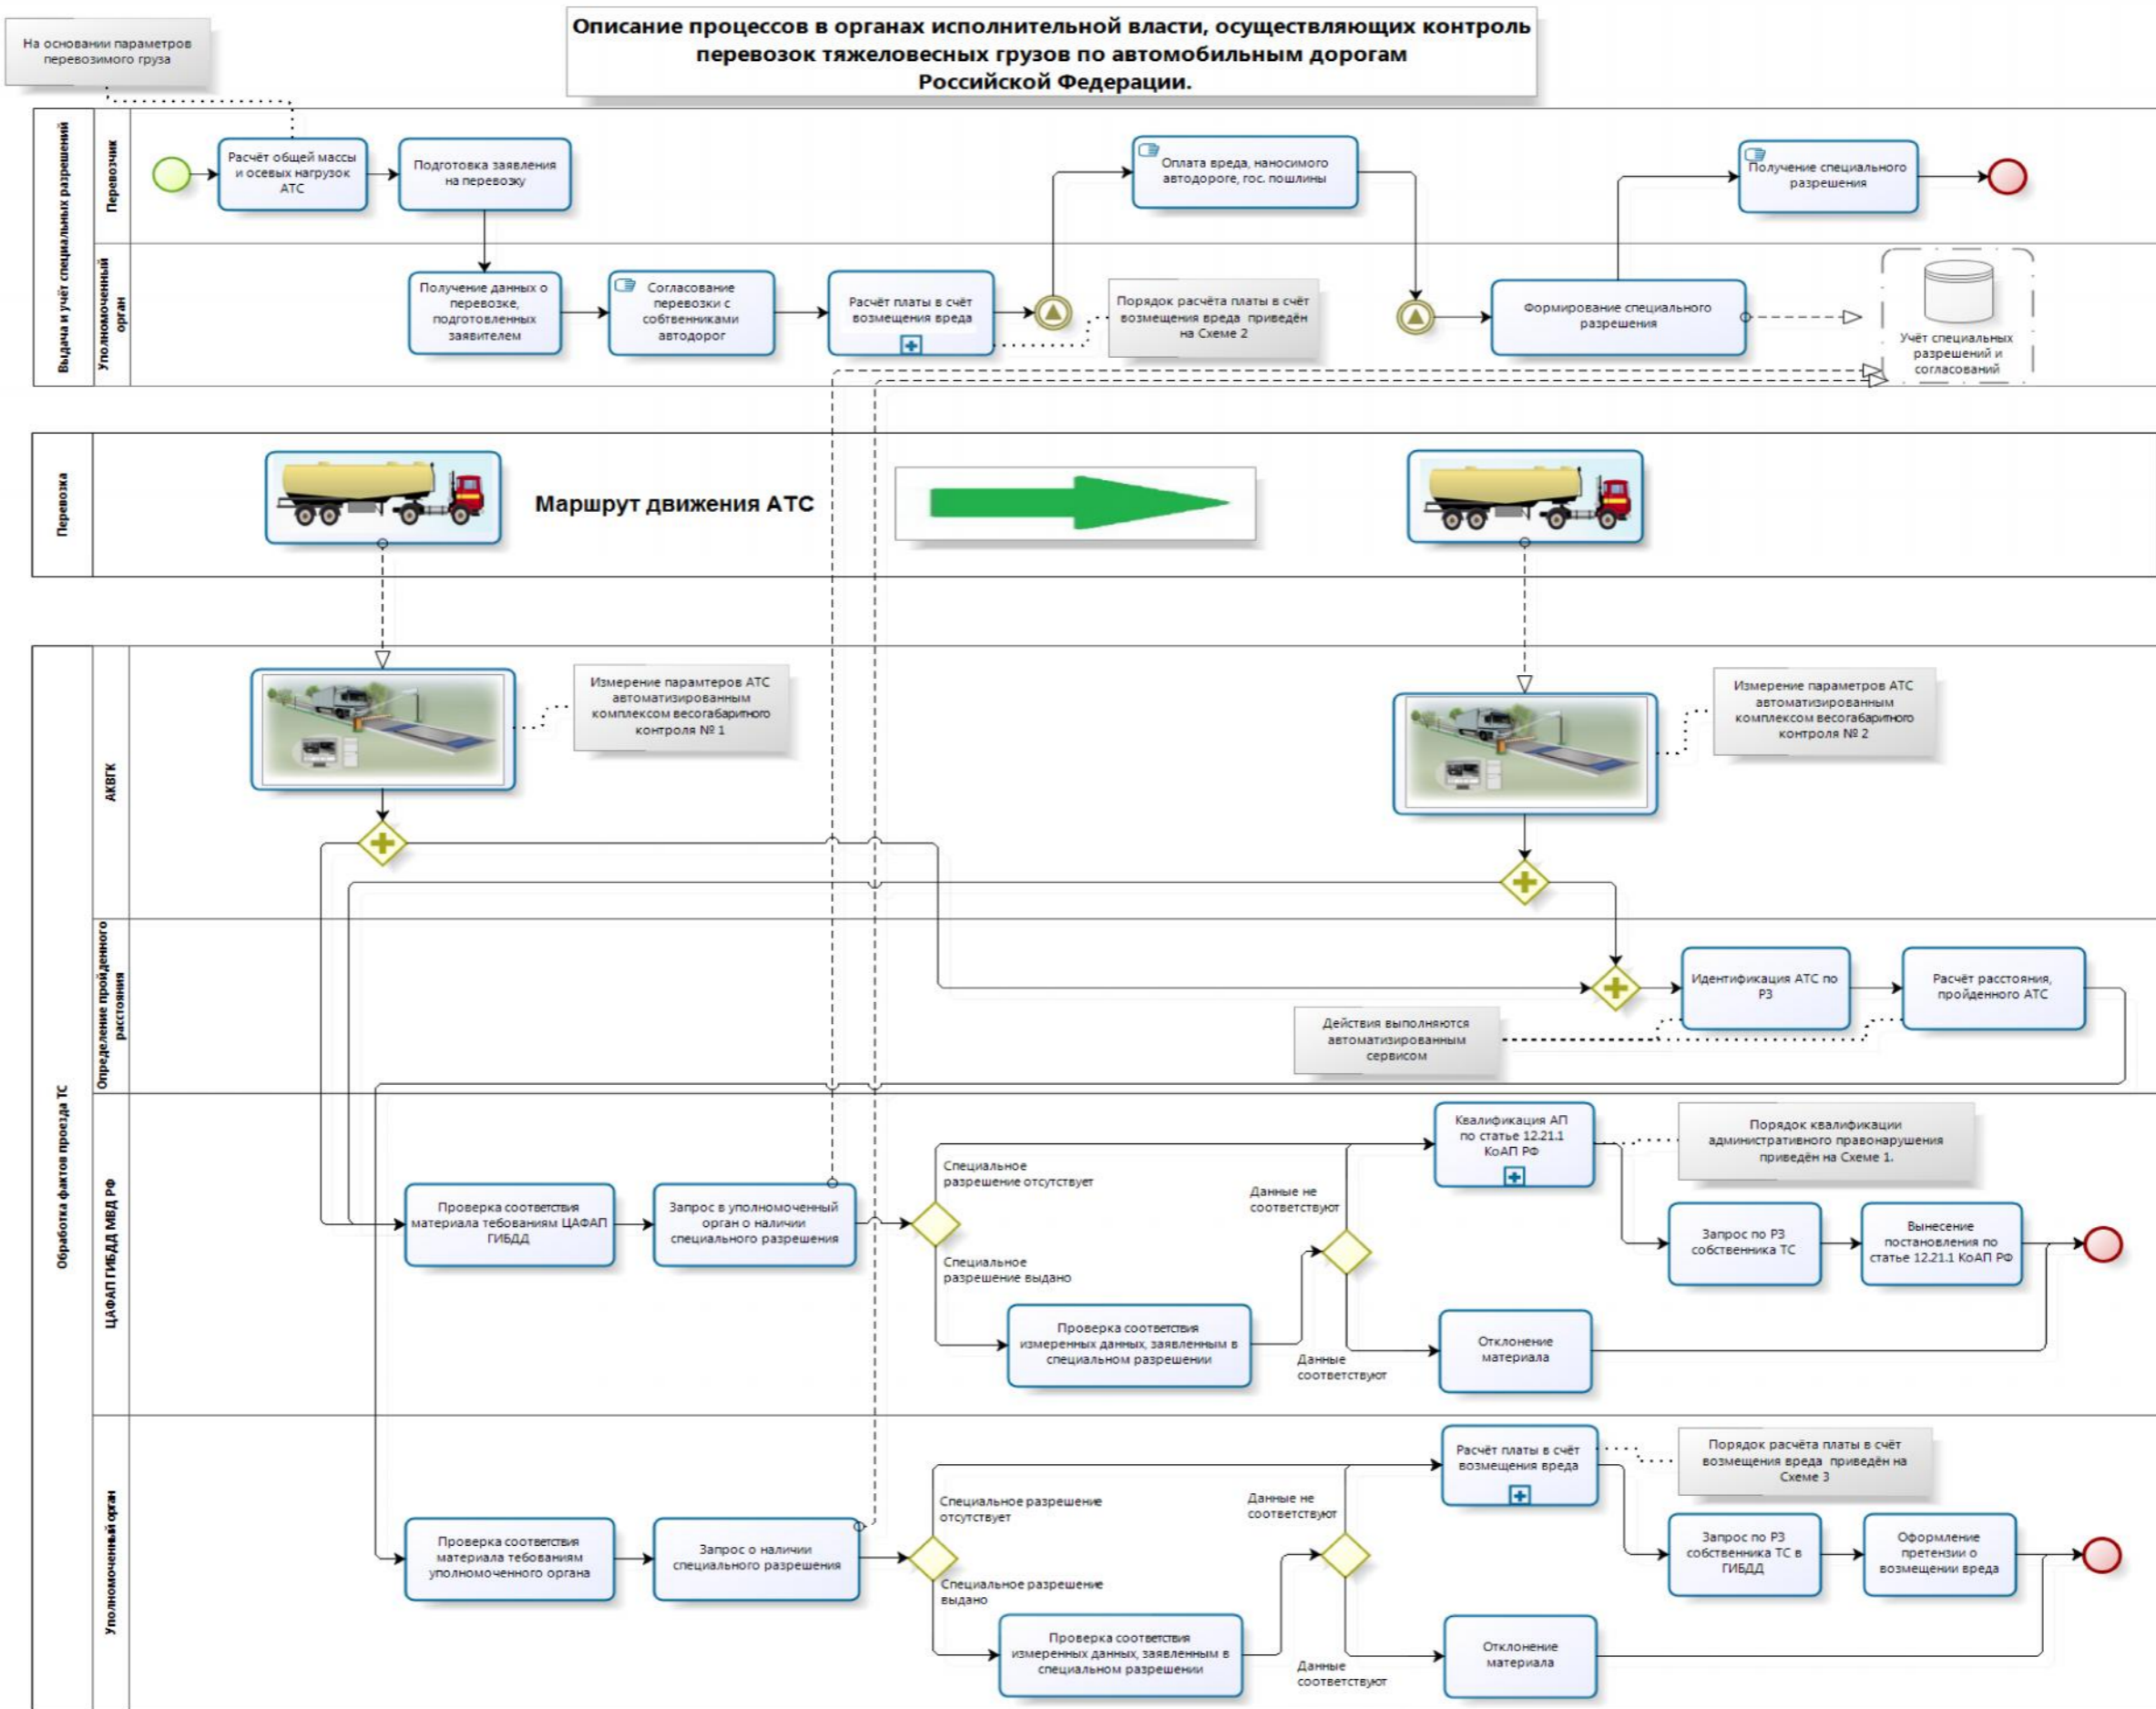 Описание процессов в органах исполнительной власти, осуществляющих контроль
перевозок тяжеловесных грузов по автомобильным дорогам
Российской Федерации.
На основании параметров
перевозимого груза
Выдача и учёт специальных разрешений
Перевозчик
Расчёт общей массы
и осевых нагрузок
АТС
Подготовка заявления
на перевозку
Оплата вреда, наносимого
автодороге, гос. пошлины
Получение специального
разрешения
Уполномоченный
орган
Получение данных о
перевозке,
подготовленных
заявителем
Согласование
перевозки с
собтвенниками
автодорог
Расчёт платы в счёт
возмещения вреда
Порядок расчёта платы в счёт
возмещения вреда приведён
на Схеме 2
Формирование специального
разрешения
Учёт специальных
разрешений и
согласований
Перевозка
Маршрут движения АТС
Обработка фактов проезда ТС
АКВГК
Измерение парамтеров АТС
автоматизированным
комплексом весогабаритного
контроля № 1
Измерение параметров АТС
автоматизированным
комплексом весогабаритного
контроля № 2
Определение пройденного
расстояния
Идентификация АТС по
РЗ
Расчёт расстояния,
пройденного АТС
Действия выполняются
автоматизированным
сервисом
ЦАФАП ГИБДД МВД РФ
Проверка соответствия
материала тебованиям ЦАФАП
ГИБДД
Запрос в уполномоченный
орган о наличии
специального разрешения
Специальное
разрешение отсутствует
Специальное
разрешение выдано
Проверка соответствия
измеренных данных, заявленным в
специальном разрешении
Данные не
соответствуют
Данные
соответствуют
Квалификация АП
по статье 12.21.1
КоАП РФ
Порядок квалификации
административного правонарушения
приведён на Схеме 1.
Запрос по РЗ
собственника ТС
Вынесение
постановления по
статье 12.21.1 КоАП РФ
Отклонение
материала
Уполномоченный орган
Проверка соответствия
материала тебованиям
уполномоченного органа
Запрос о наличии
специального разрешения
Специальное разрешение
отсутствует
Специальное разрешение
выдано
Проверка соответствия
измеренных данных, заявленным в
специальном разрешении
Данные не
соответствуют
Данные
соответствуют
Расчёт платы в счёт
возмещения вреда
Порядок расчёта платы в счёт
возмещения вреда приведён на
Схеме 3
Запрос по РЗ
собственника ТС в
ГИБДД
Оформление
претензии о
возмещении вреда
Отклонение
материала